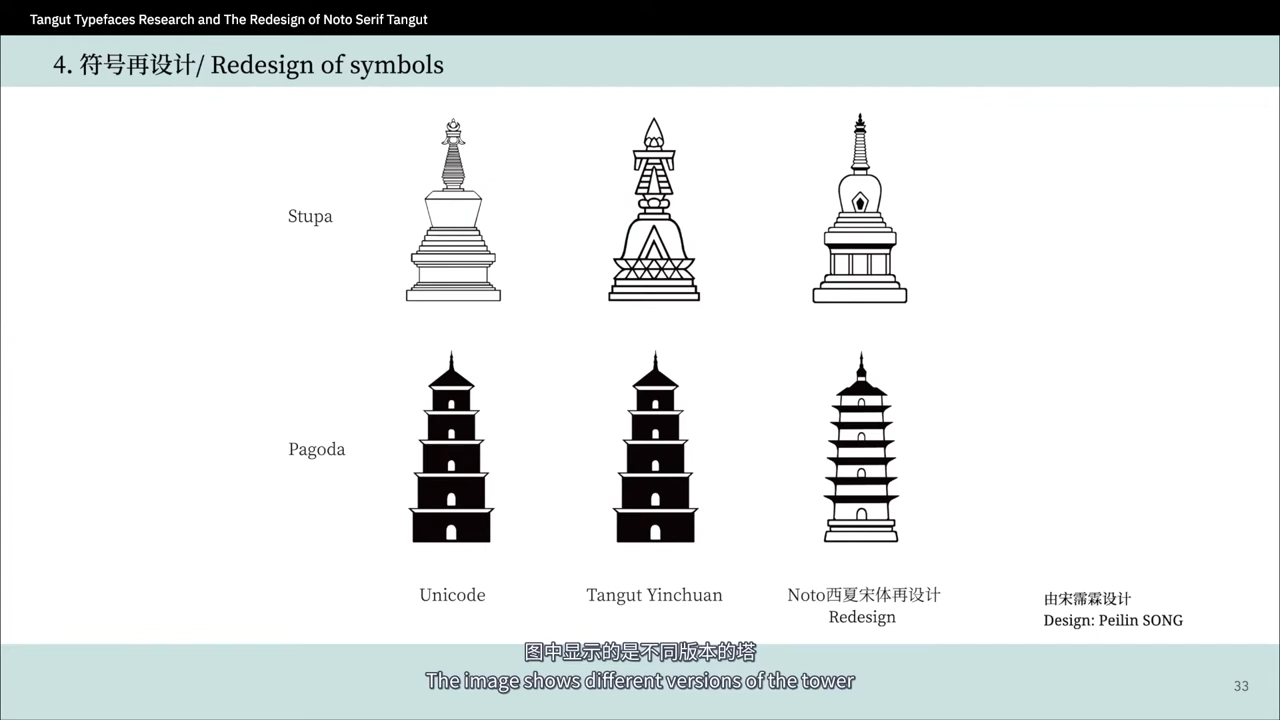 Tangut Typefaces Research and The Redesign of Noto Serif Tangut
4. 符号再设计/ Redesign of symbols
Stupa
Pagoda
Unicode
Tangut Yinchuan
Noto西夏宋体再设计
Redesign
由宋霈霖设计
Design: Peilin SONG
图中显示的是不同版本的塔
The image shows different versions of the tower
33